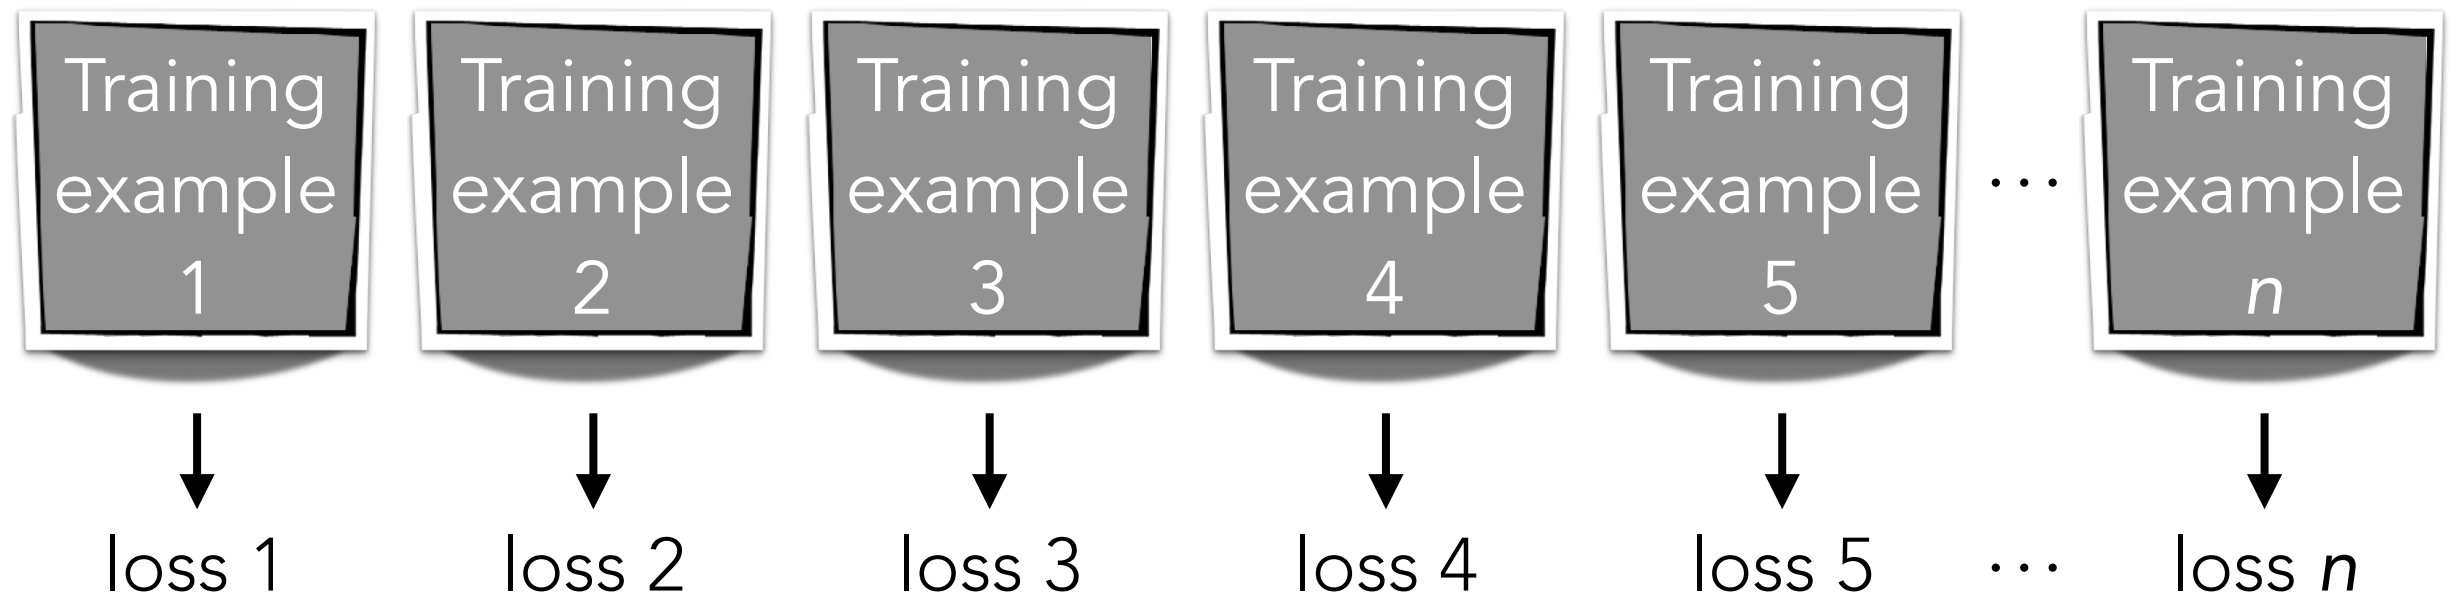 Training
example
1
Training
example
2
Training
example
3
Training
example
4
Training
example
5
...
Training
example
n
loss 1
loss 2
loss 3
loss 4
loss 5
...
loss n